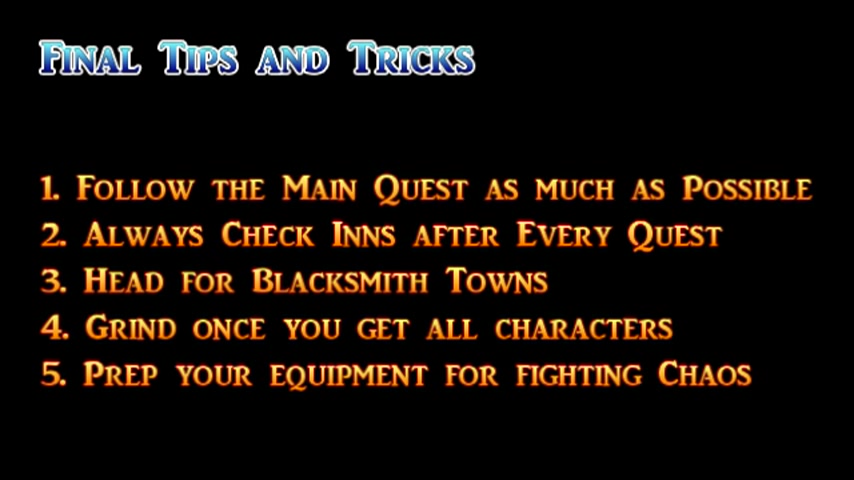 Final Tips and Tricks
1. Follow the Main Quest as much as Possible
2. Always Check Inns after Every Quest
3. Head for Blacksmith Towns
4. Grind once you get all characters
5. Prep your equipment for fighting Chaos